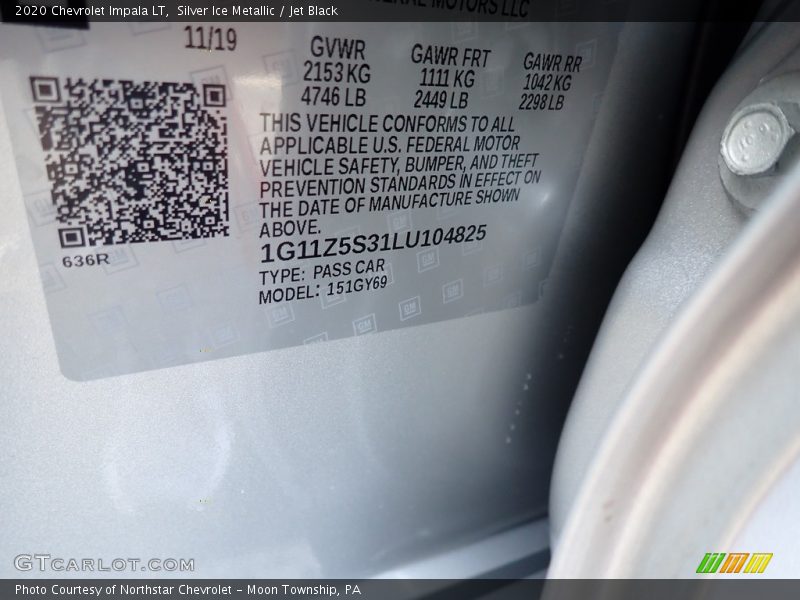 2020 Chevrolet Impala LT, Silver Ice Metallic / Jet Black
GENERAL MOTORS LLC
11/19
GVWR
2153 KG
4746 LB
GAWR FRT
1111 KG
2449 LB
GAWR RR
1042 KG
2298 LB
THIS VEHICLE CONFORMS TO ALL
APPLICABLE U.S. FEDERAL MOTOR
VEHICLE SAFETY, BUMPER, AND THEFT
PREVENTION STANDARDS IN EFFECT ON
THE DATE OF MANUFACTURE SHOWN
ABOVE.
636R
1G11Z5S31LU104825
TYPE: PASS CAR
MODEL: 151GY69
GTCARLOT.COM
Photo Courtesy of Northstar Chevrolet - Moon Township, PA